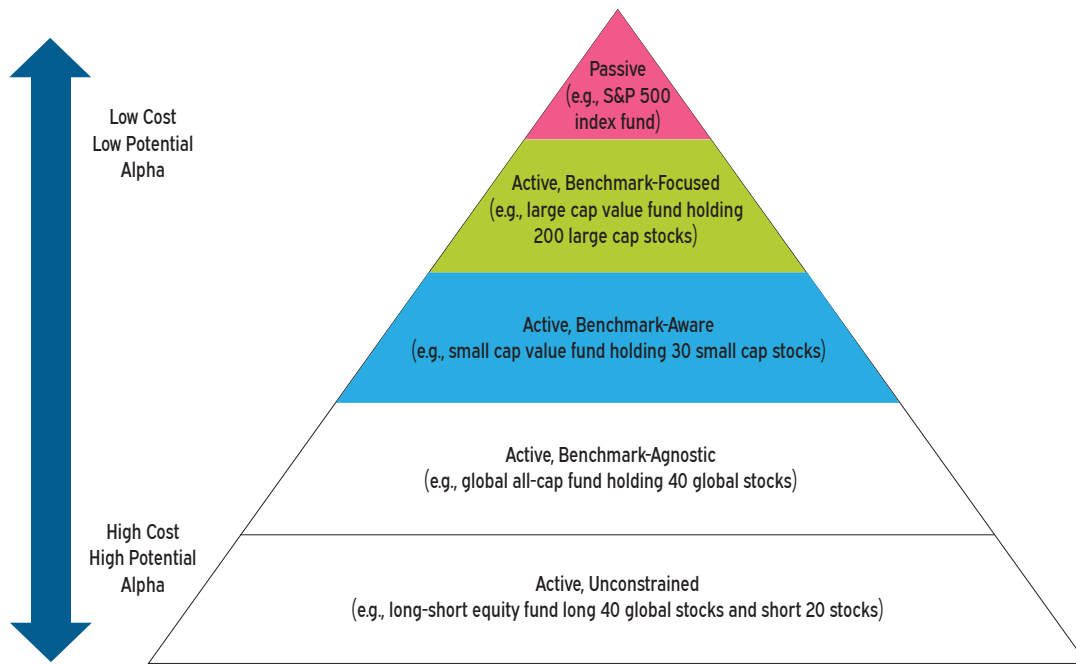 Passive
(e.g., S&P 500
index fund)
Low Cost
Low Potential
Alpha
Active, Benchmark-Focused
(e.g., large cap value fund holding
200 large cap stocks)
Active, Benchmark-Aware
(e.g., small cap value fund holding 30 small cap stocks)
Active, Benchmark-Agnostic
(e.g., global all-cap fund holding 40 global stocks)
High Cost
High Potential
Alpha
Active, Unconstrained
(e.g., long-short equity fund long 40 global stocks and short 20 stocks)